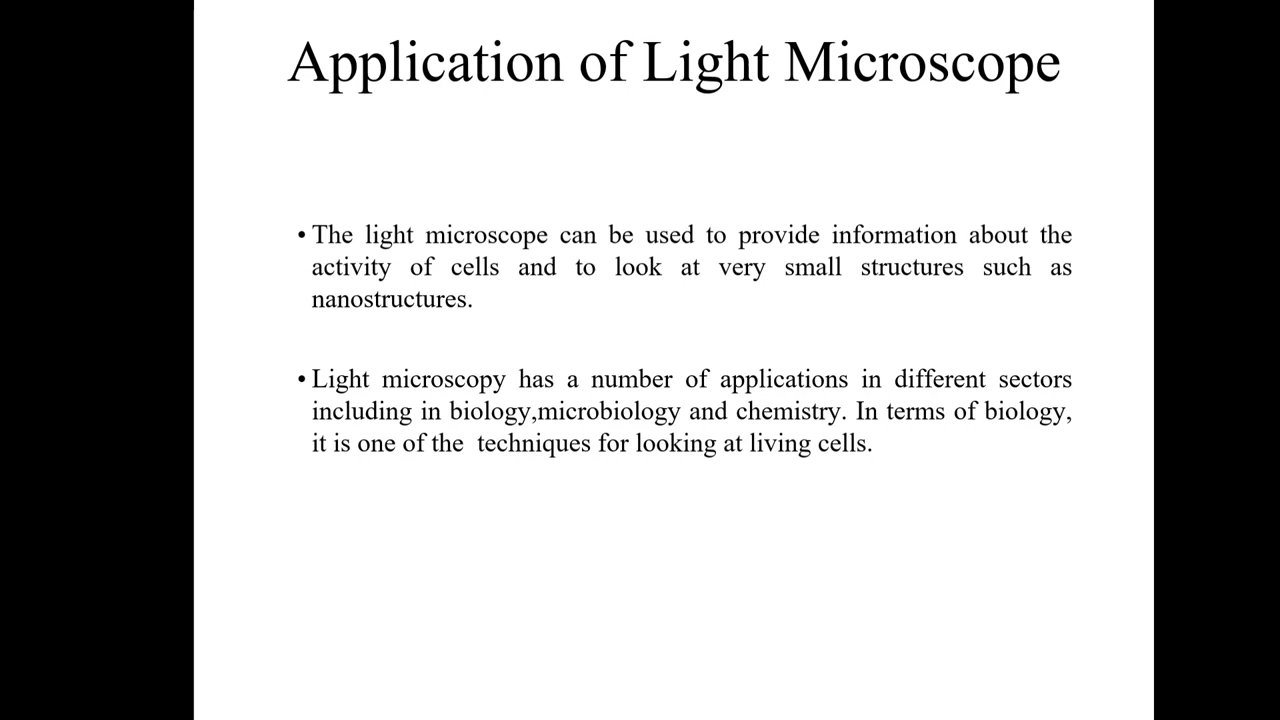 Application of Light Microscope
• The light microscope can be used to provide information about the
activity of cells and to look at very small structures such as
nanostructures.
• Light microscopy has a number of applications in different sectors
including in biology,microbiology and chemistry. In terms of biology,
it is one of the  techniques for looking at living cells.